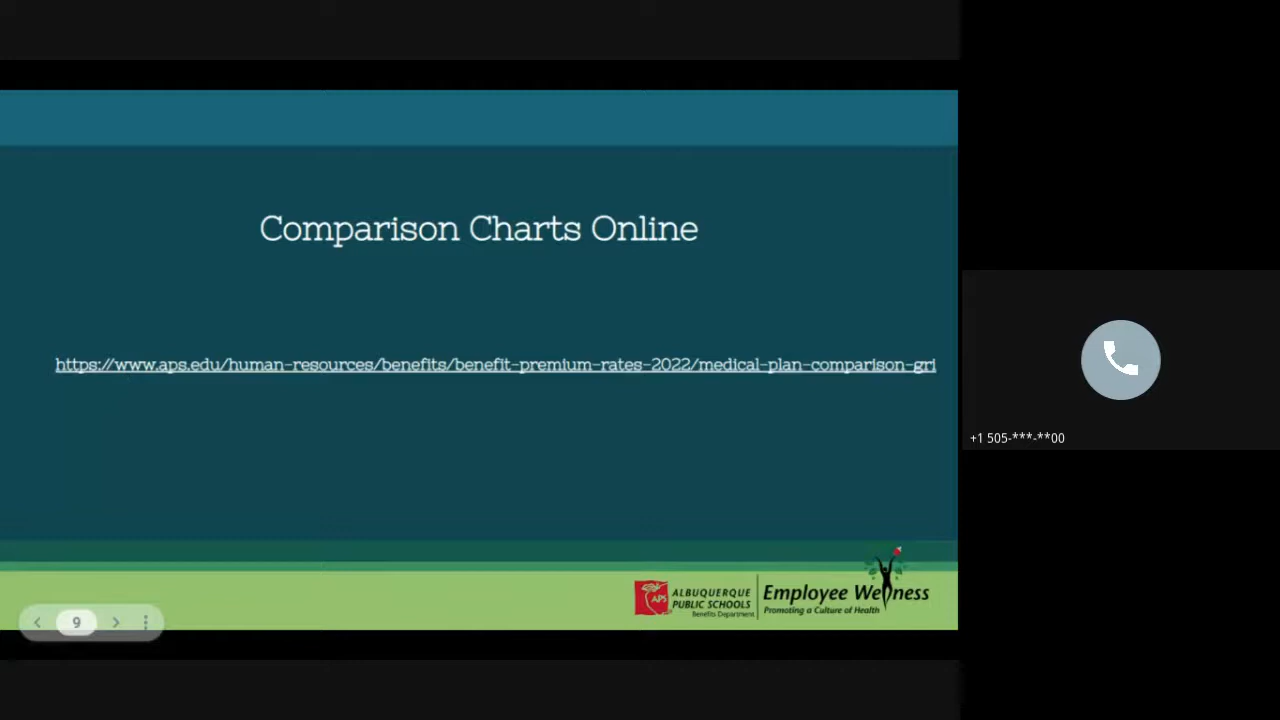 Comparison Charts Online
https://www.aps.edu/human-resources/benefits/benefit-premium-rates-2022/medical-plan-comparison-gri
+1 505-***-**00
APS
ALBUQUERQUE
PUBLIC SCHOOLS
Benefits Department
Employee Wellness
Promoting a Culture of Health
9